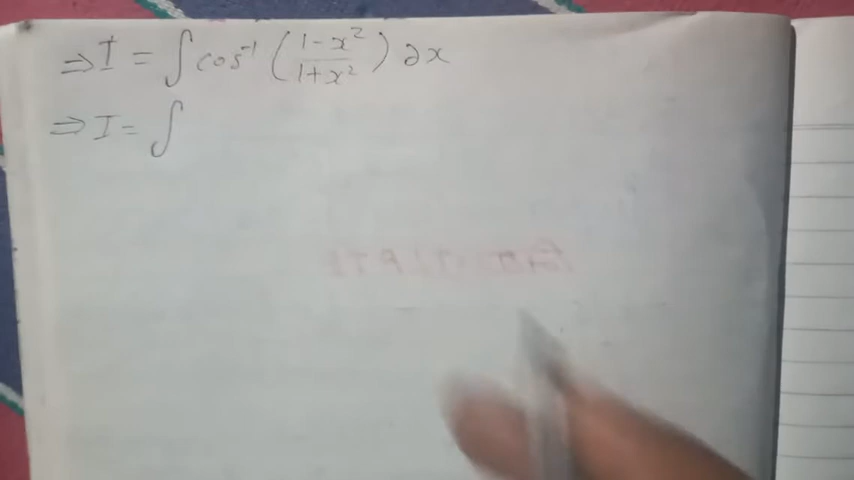 ⇒ I = ∫ cos⁻¹ ( (1-x²)/(1+x²) ) ∂x
⇒ I = ∫